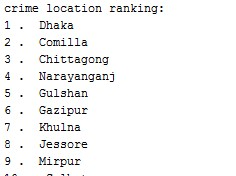 crime location ranking:
1 . Dhaka
2 . Comilla
3 . Chittagong
4 . Narayanganj
5 . Gulshan
6 . Gazipur
7 . Khulna
8 . Jessore
9 . Mirpur